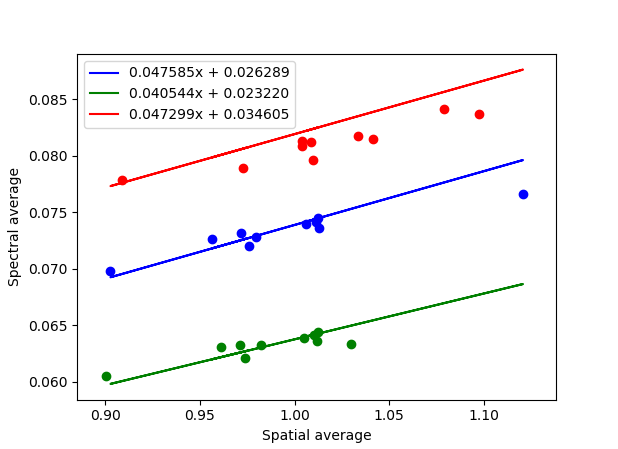 0.047585x + 0.026289
0.040544x + 0.023220
0.047299x + 0.034605
0.085
0.080
0.075
0.070
0.065
0.060
Spectral average
0.90
0.95
1.00
1.05
1.10
Spatial average